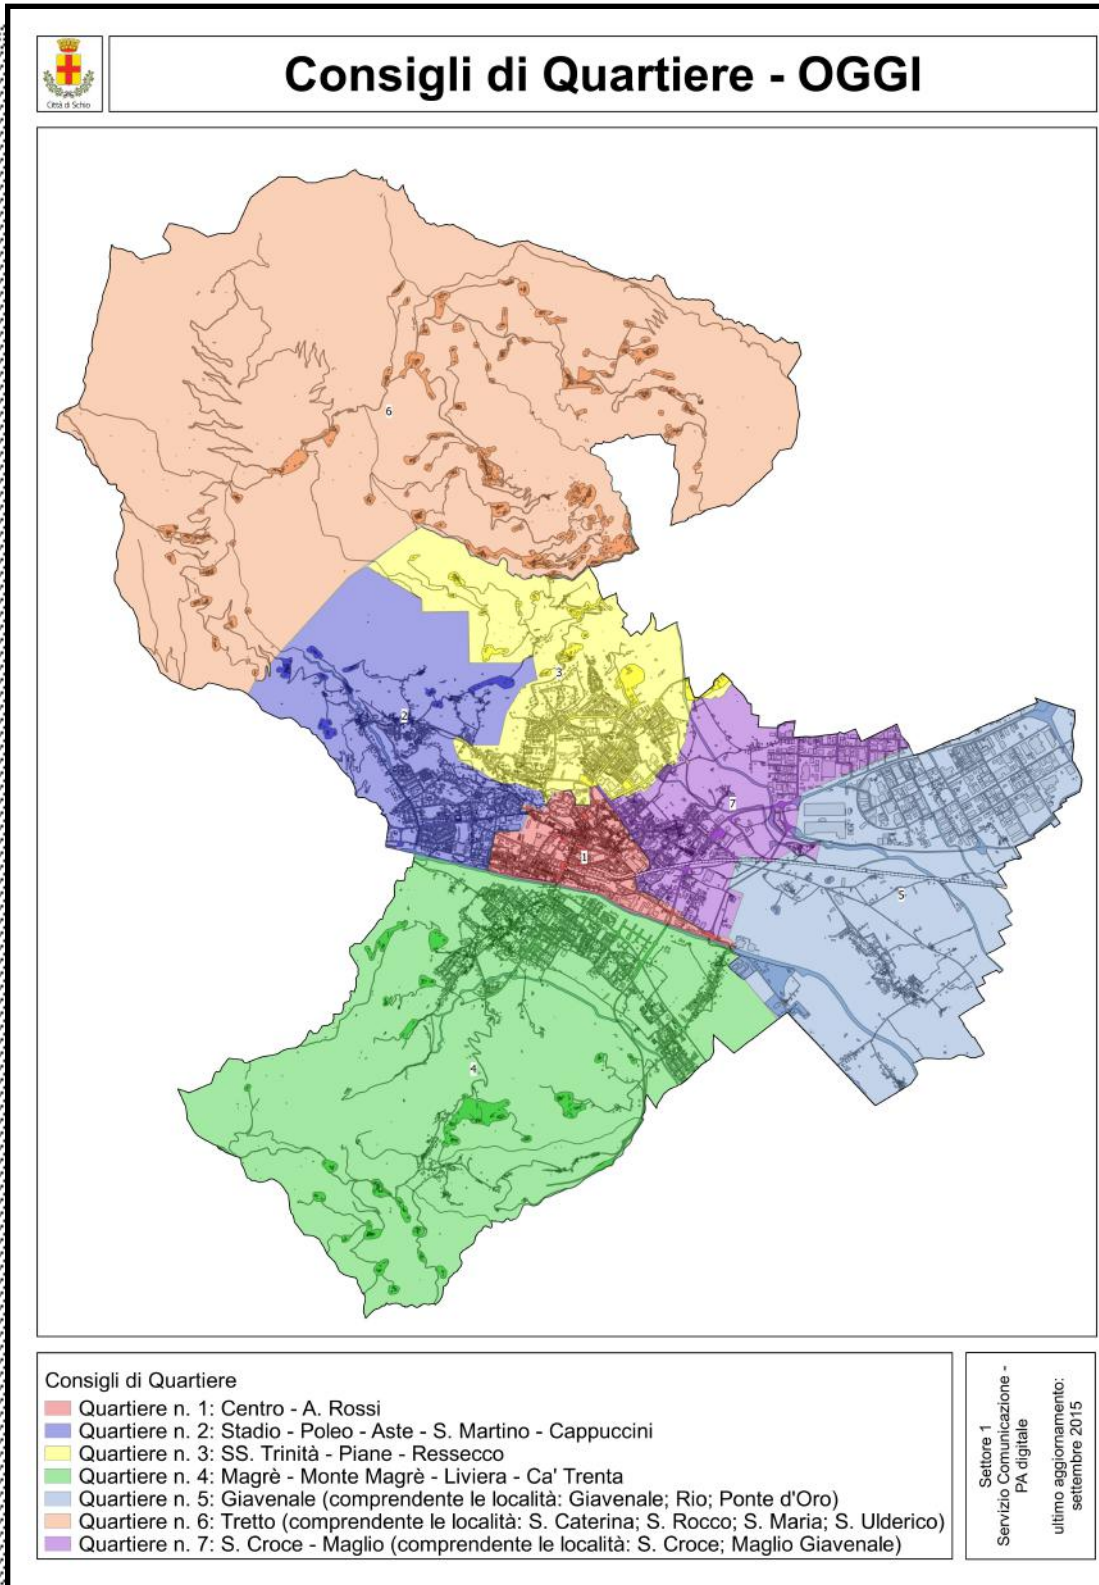 Città di Schio
Consigli di Quartiere - OGGI
6
3
2
7
1
5
4
Consigli di Quartiere
Quartiere n. 1: Centro - A. Rossi
Quartiere n. 2: Stadio - Poleo - Aste - S. Martino - Cappuccini
Quartiere n. 3: SS. Trinità - Piane - Ressecco
Quartiere n. 4: Magrè - Monte Magrè - Liviera - Ca' Trenta
Quartiere n. 5: Giavenale (comprendente le località: Giavenale; Rio; Ponte d'Oro)
Quartiere n. 6: Tretto (comprendente le località: S. Caterina; S. Rocco; S. Maria; S. Ulderico)
Quartiere n. 7: S. Croce - Maglio (comprendente le località: S. Croce; Maglio Giavenale)
Settore 1
Servizio Comunicazione -
PA digitale
ultimo aggiornamento:
settembre 2015